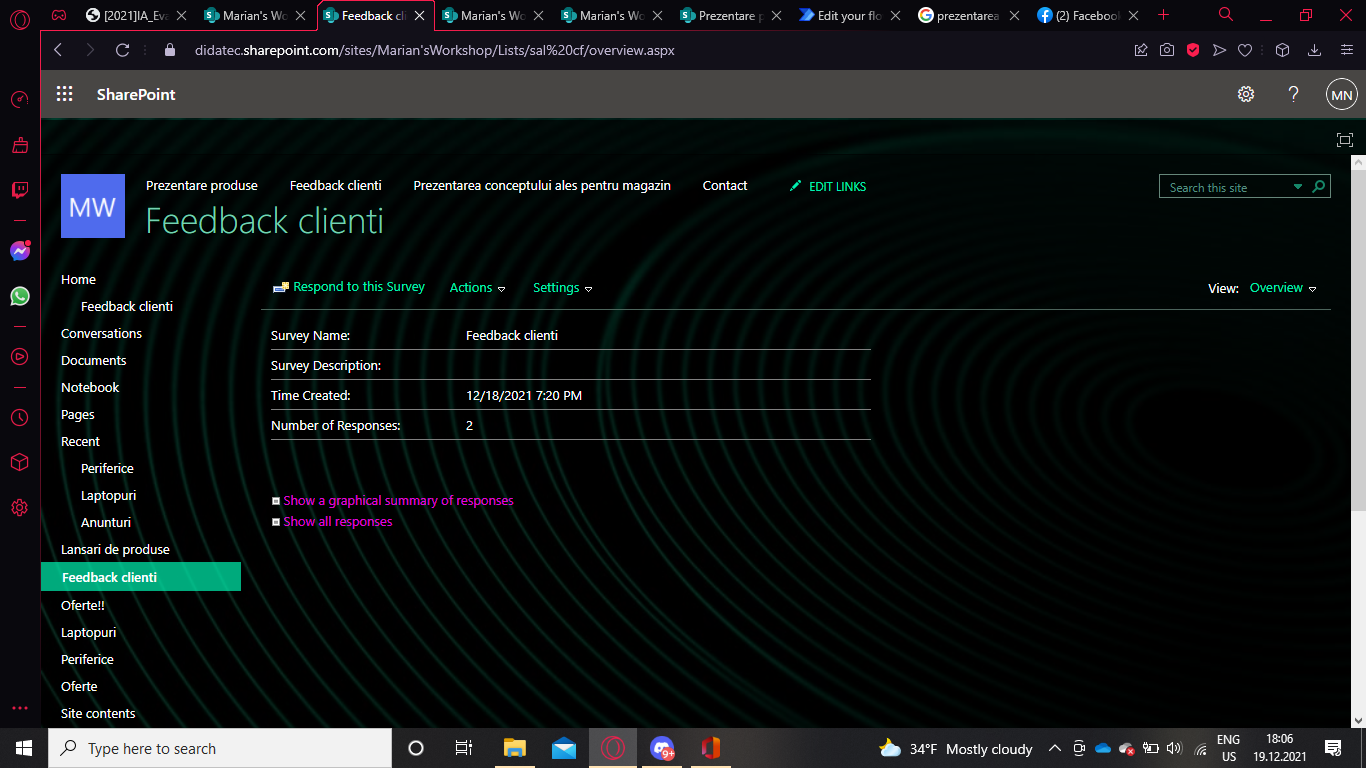 [2021]IA_Eva
Marian's Wo
Feedback cli
Marian's Wo
Marian's Wo
Prezentare p
Edit your flo
prezentarea
(2) Facebook
didatec.sharepoint.com/sites/Marian'sWorkshop/Lists/sal%20cf/overview.aspx
SharePoint
?
MN
MW
Prezentare produse
Feedback clienti
Prezentarea conceptului ales pentru magazin
Contact
EDIT LINKS
Search this site
Feedback clienti
Home
Feedback clienti
Conversations
Documents
Notebook
Pages
Recent
Periferice
Laptopuri
Anunturi
Lansari de produse
Feedback clienti
Oferte!!
Laptopuri
Periferice
Oferte
Site contents
Respond to this Survey
Actions
Settings
View: Overview
Survey Name: Feedback clienti
Survey Description:
Time Created: 12/18/2021 7:20 PM
Number of Responses: 2
Show a graphical summary of responses
Show all responses
Type here to search
9+
34°F Mostly cloudy
ENG
US
18:06
19.12.2021